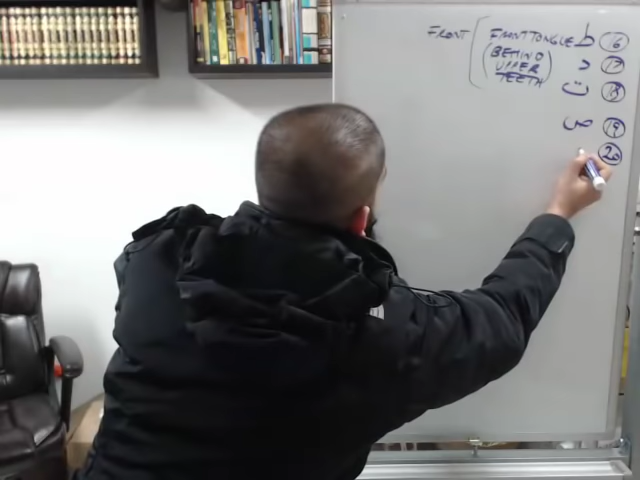 FRONT ( FRONT TONGUE ط 16
(BEHIND د 17
UPPER
TEETH) ت 18
ص 19
20